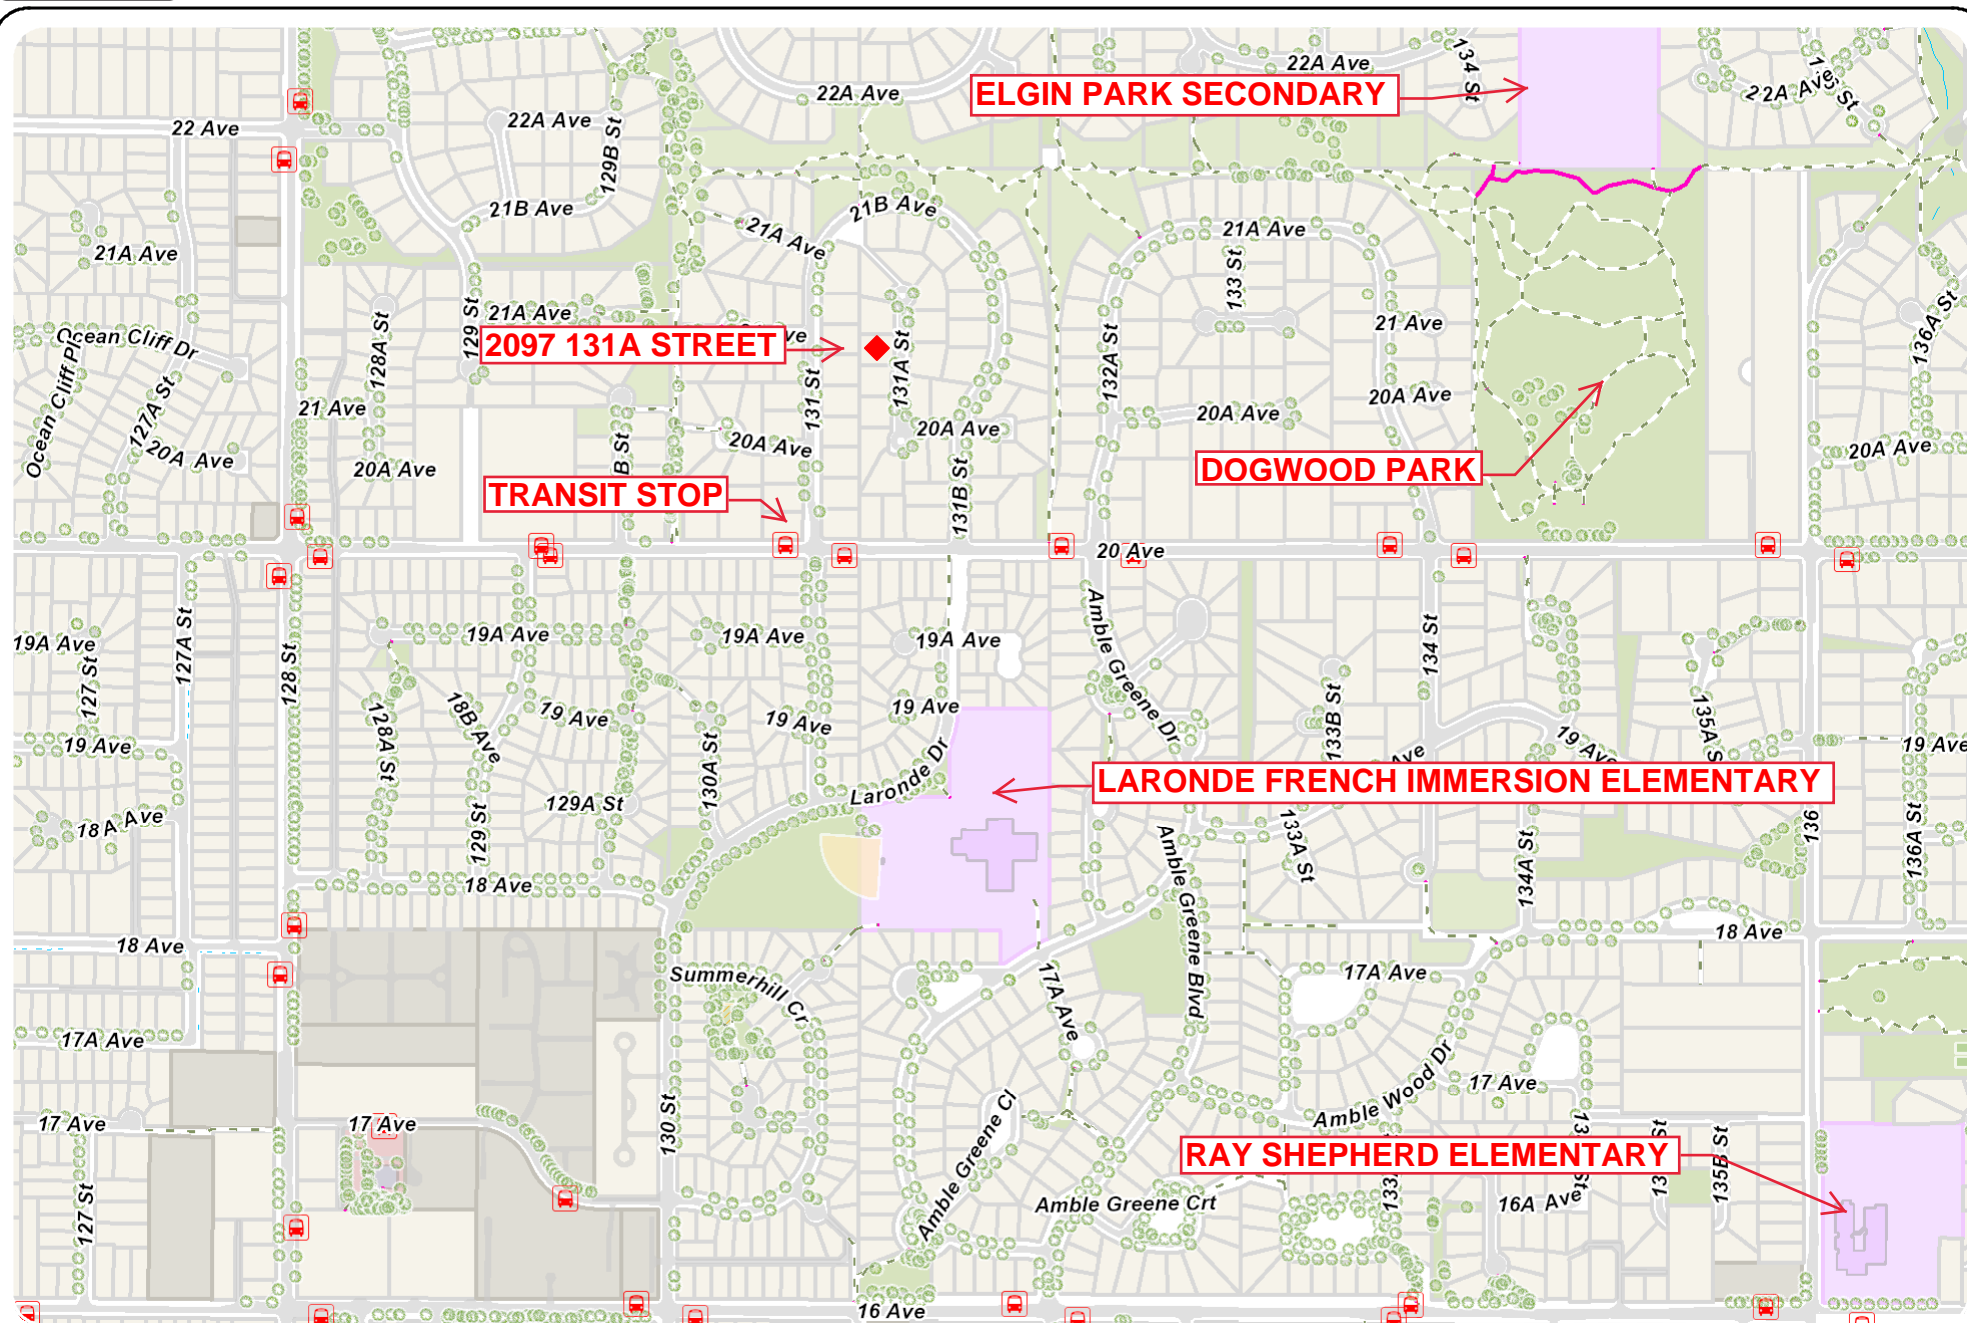 134 St
22A Ave
22A Ave
ELGIN PARK SECONDARY
22A Ave
22A Ave
22 Ave
129B St
21B Ave
21B Ave
21A Ave
21A Ave
21A Ave
133 St
129 St
21A Ave
Ocean Cliff Dr
128A St
2097 131A STREET
131A St
132A St
21 Ave
136A St
Ocean Cliff Pl
127A St
21 Ave
131 St
20A Ave
20A Ave
20A Ave
20A Ave
20A Ave
20A Ave
20A Ave
B St
DOGWOOD PARK
TRANSIT STOP
131B St
20 Ave
19A Ave
127 St
127A St
128 St
19A Ave
19A Ave
19A Ave
Amble Greene Dr
134 St
19 Ave
128A St
18B Ave
19 Ave
130A St
19 Ave
19 Ave
133B St
Ave
19 Ave
135A S
19 Ave
LARONDE FRENCH IMMERSION ELEMENTARY
Laronde Dr
129A St
18A Ave
129 St
133A St
134A St
136
136A St
18 Ave
Amble Greene Blvd
18 Ave
18 Ave
Summerhill Cr
17A Ave
17A Ave
17A Ave
17 Ave
17 Ave
130 St
Amble Greene Cl
Amble Wood Dr
17 Ave
RAY SHEPHERD ELEMENTARY
135B St
127 St
Amble Greene Crt
16A Ave
16 Ave